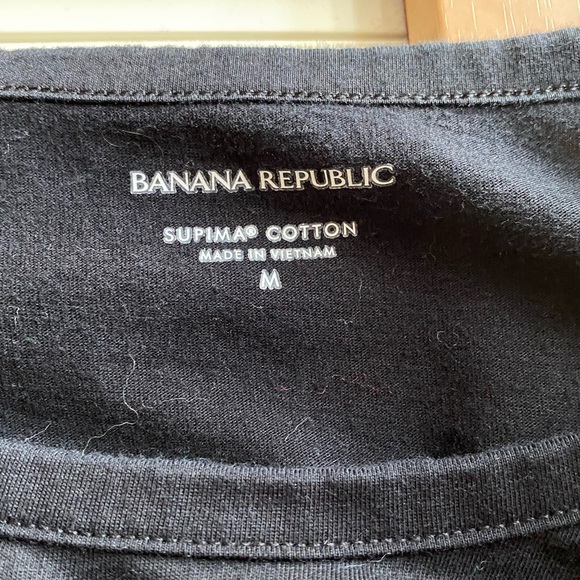 BANANA REPUBLIC
SUPIMA® COTTON
MADE IN VIETNAM
M